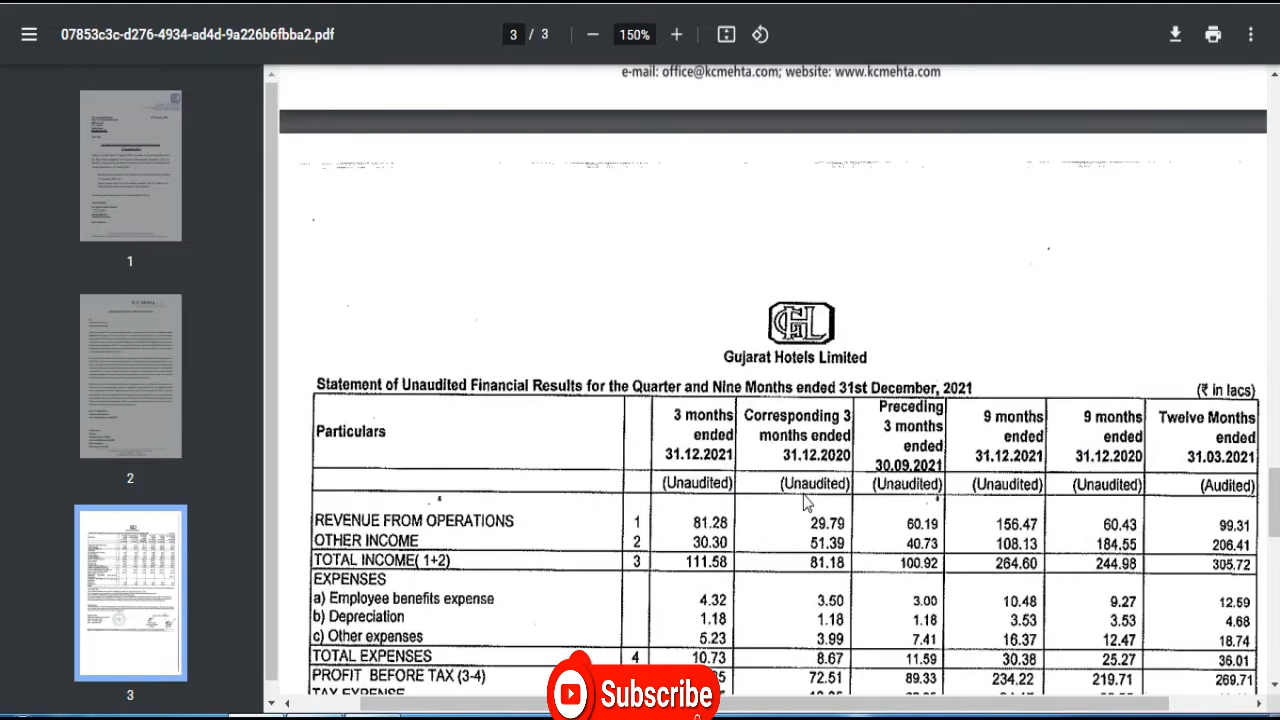 07853c3c-d276-4934-ad4d-9a226b6fbba2.pdf
3 / 3
150%
e-mail: office@kcmehta.com; website: www.kcmehta.com
1
2
3
GHL
Gujarat Hotels Limited
Statement of Unaudited Financial Results for the Quarter and Nine Months ended 31st December, 2021 (₹ in lacs)
Particulars 3 months ended 31.12.2021 Corresponding 3 months ended 31.12.2020 Preceding 3 months ended 30.09.2021 9 months ended 31.12.2021 9 months ended 31.12.2020 Twelve Months ended 31.03.2021
(Unaudited) (Unaudited) (Unaudited) (Unaudited) (Unaudited) (Audited)
REVENUE FROM OPERATIONS 1 81.28 29.79 60.19 156.47 60.43 99.31
OTHER INCOME 2 30.30 51.39 40.73 108.13 184.55 206.41
TOTAL INCOME( 1+2) 3 111.58 81.18 100.92 264.60 244.98 305.72
EXPENSES
a) Employee benefits expense 4.32 3.50 3.00 10.48 9.27 12.59
b) Depreciation 1.18 1.18 1.18 3.53 3.53 4.68
c) Other expenses 5.23 3.99 7.41 16.37 12.47 18.74
TOTAL EXPENSES 4 10.73 8.67 11.59 30.38 25.27 36.01
PROFIT BEFORE TAX (3-4) 72.51 89.33 234.22 219.71 269.71
TAX EXPENSE
Subscribe